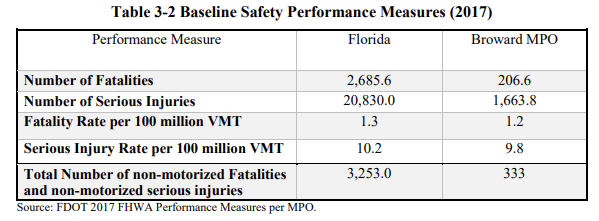 Table 3-2 Baseline Safety Performance Measures (2017)
Performance Measure Florida Broward MPO
Number of Fatalities 2,685.6 206.6
Number of Serious Injuries 20,830.0 1,663.8
Fatality Rate per 100 million VMT 1.3 1.2
Serious Injury Rate per 100 million VMT 10.2 9.8
Total Number of non-motorized Fatalities
and non-motorized serious injuries 3,253.0 333
Source: FDOT 2017 FHWA Performance Measures per MPO.